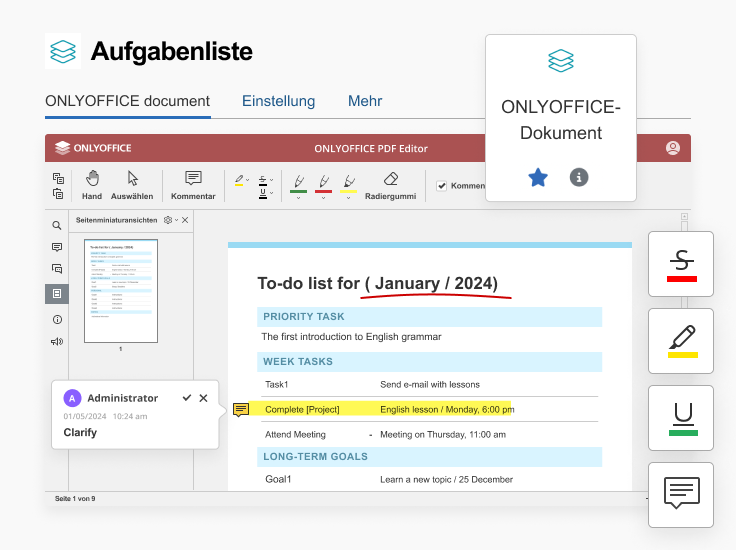 Aufgabenliste
ONLYOFFICE document Einstellung Mehr
ONLYOFFICE-
Dokument
ONLYOFFICE
ONLYOFFICE PDF Editor
Hand Auswählen Kommentar Radiergummi Kommen
Seitenminiaturansichten
1
To-do list for ( January / 2024)
PRIORITY TASK
The first introduction to English grammar
WEEK TASKS
Task1 Send e-mail with lessons
Complete [Project] English lesson / Monday, 6:00 pm
Attend Meeting - Meeting on Thursday, 11:00 am
LONG-TERM GOALS
Goal1 Learn a new topic / 25 December
A Administrator
01/05/2024 10:24 am
Clarify
Seite 1 von 9
S
U